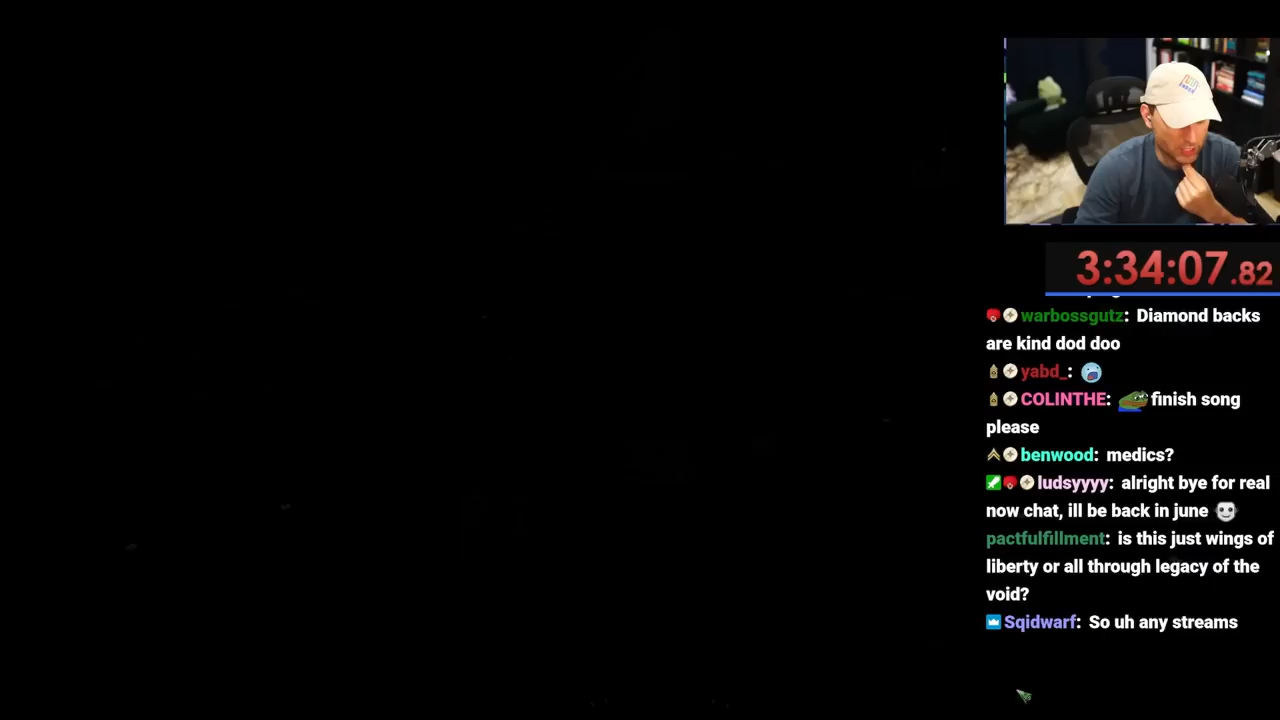 3:34:07.82
warbossgutz: Diamond backs
are kind dod doo
yabd_:
COLINTHE: finish song
please
benwood: medics?
ludsyyyy: alright bye for real
now chat, ill be back in june
pactfulfillment: is this just wings of
liberty or all through legacy of the
void?
Sqidwarf: So uh any streams